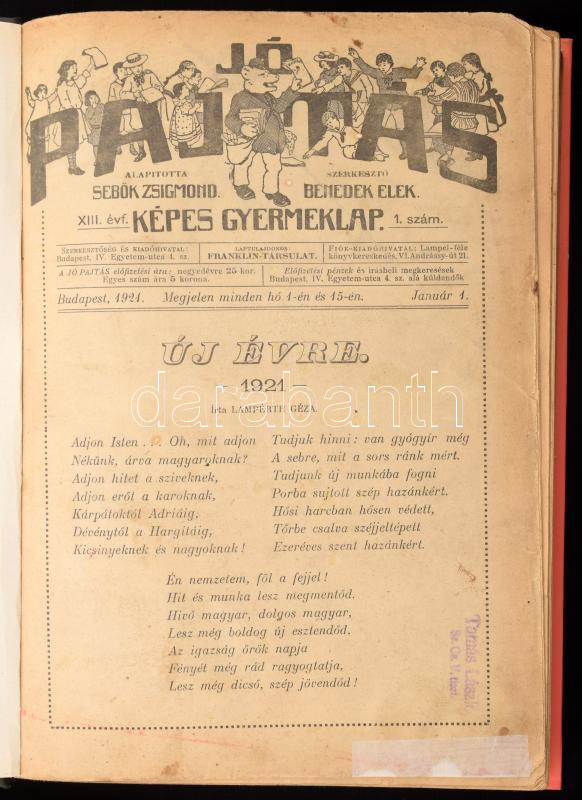 JÓ
PAJTÁS
ALAPITOTTA
SEBŐK ZSIGMOND.
SZERKESZTŐ
BENEDEK ELEK.
XIII. évf. KÉPES GYERMEKLAP. 1. szám.
SZERKESZTŐSÉG ÉS KIADÓHIVATAL:
Budapest, IV. Egyetem-utca 4. sz.
LAPTULAJDONOS:
FRANKLIN-TÁRSULAT.
FIÓK-KIADÓHIVATAL: Lampel-féle
könyvkereskedés, VI. Andrássy-út 21.
A JÓ PAJTÁS előfizetési ára: negyedévre 25 kor.
Egyes szám ára 5 korona.
Előfizetési pénzek és irásbeli megkeresések
Budapest, IV. Egyetem-utca 4. sz. alá küldendők
Budapest, 1921. Megjelen minden hó 1-én és 15-én. Január 1.
ÚJ ÉVRE.
— 1921 —
Írta LAMPÉRTH GÉZA.
Adjon Isten ... Oh, mit adjon
Nékünk, árva magyaroknak?
Adjon hitet a sziveknek,
Adjon erőt a karoknak,
Kárpátoktól Adriáig,
Dévénytől a Hargitáig,
Kicsinyeknek és nagyoknak!
Tudjuk hinni: van gyógyír még
A sebre, mit a sors ránk mért.
Tudjunk új munkába fogni
Porba sujtott szép hazánkért.
Hősi harcban hősen védett,
Tőrbe csalva széjjeltépett
Ezeréves szent hazánkért.
Én nemzetem, föl a fejjel!
Hit és munka lesz megmentőd.
Hivő magyar, dolgos magyar,
Lesz még boldog új esztendőd.
Az igazság örök napja
Fényét még rád ragyogtatja,
Lesz még dicső, szép jövendőd!
Tamás László
darabanth